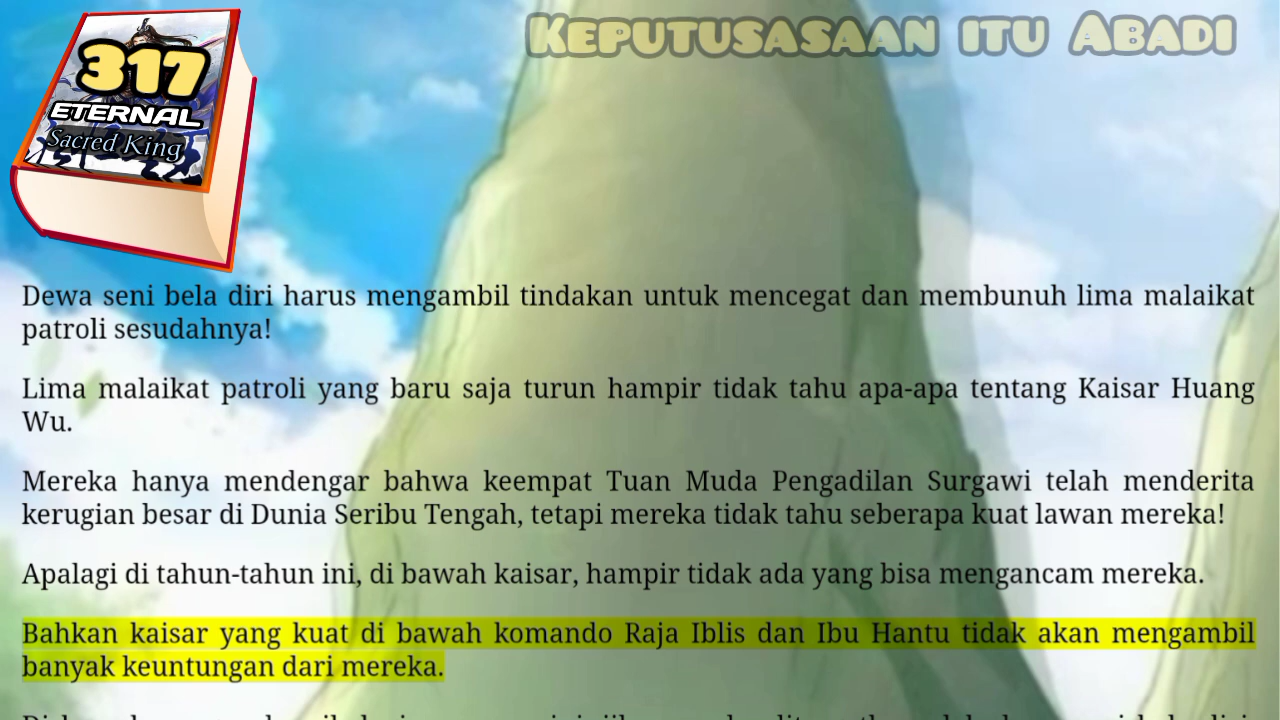 317
ETERNAL
Sacred King
Keputusasaan itu Abadi
Dewa seni bela diri harus mengambil tindakan untuk mencegat dan membunuh lima malaikat
patroli sesudahnya!
Lima malaikat patroli yang baru saja turun hampir tidak tahu apa-apa tentang Kaisar Huang
Wu.
Mereka hanya mendengar bahwa keempat Tuan Muda Pengadilan Surgawi telah menderita
kerugian besar di Dunia Seribu Tengah, tetapi mereka tidak tahu seberapa kuat lawan mereka!
Apalagi di tahun-tahun ini, di bawah kaisar, hampir tidak ada yang bisa mengancam mereka.
Bahkan kaisar yang kuat di bawah komando Raja Iblis dan Ibu Hantu tidak akan mengambil
banyak keuntungan dari mereka.